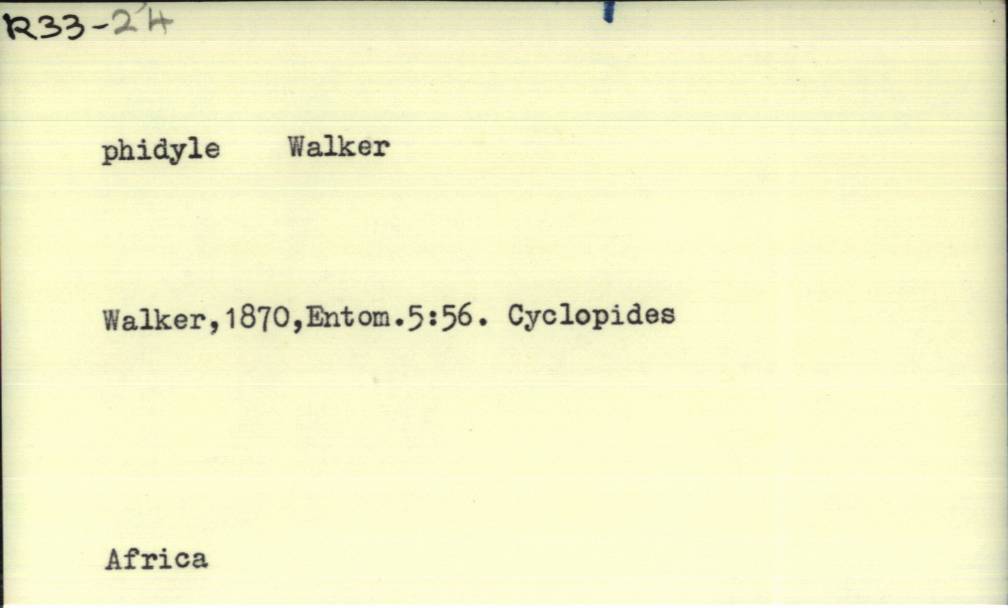 R33-24
phidyle Walker
Walker,1870,Entom.5:56. Cyclopides
Africa